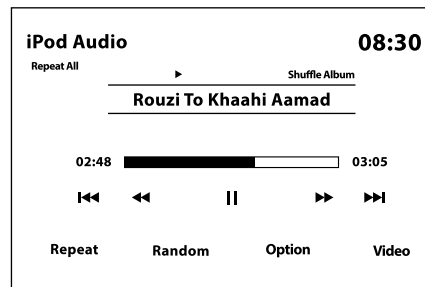 iPod Audio 08:30
Repeat All
Shuffle Album
Rouzi To Khaahi Aamad
02:48 03:05
Repeat Random Option Video